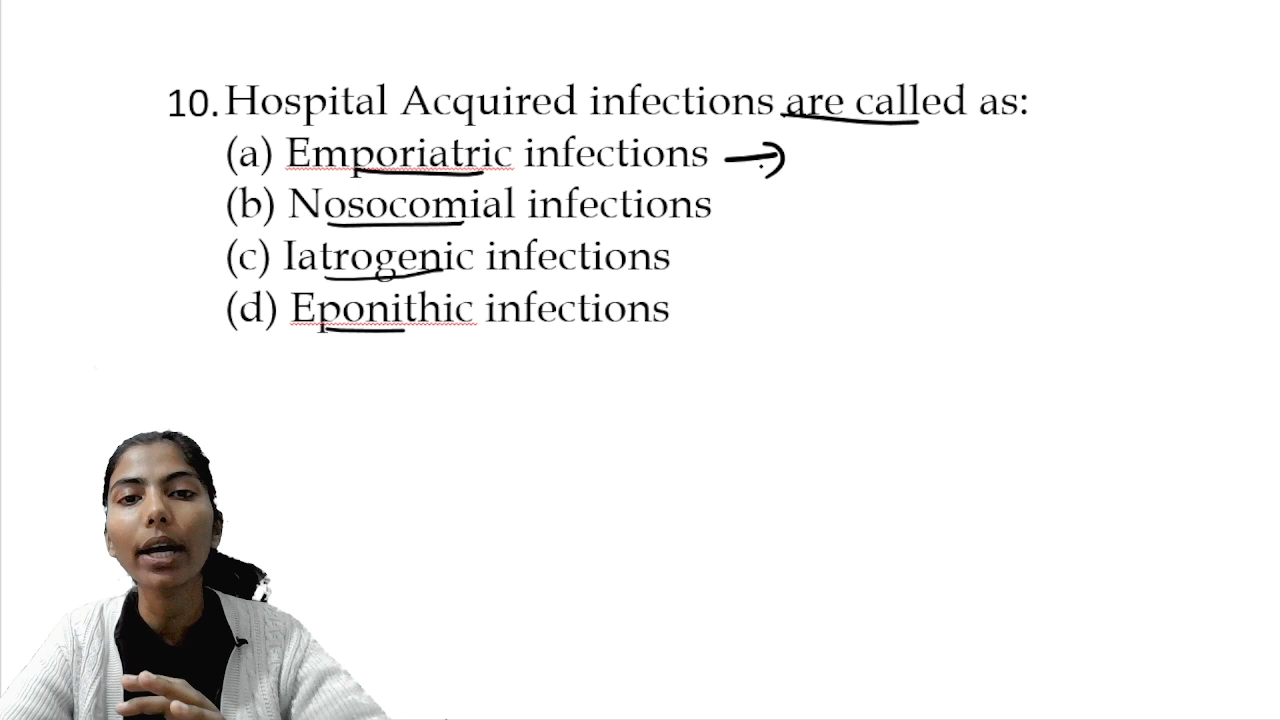 10. Hospital Acquired infections are called as:
(a) Emporiatric infections
(b) Nosocomial infections
(c) Iatrogenic infections
(d) Eponithic infections